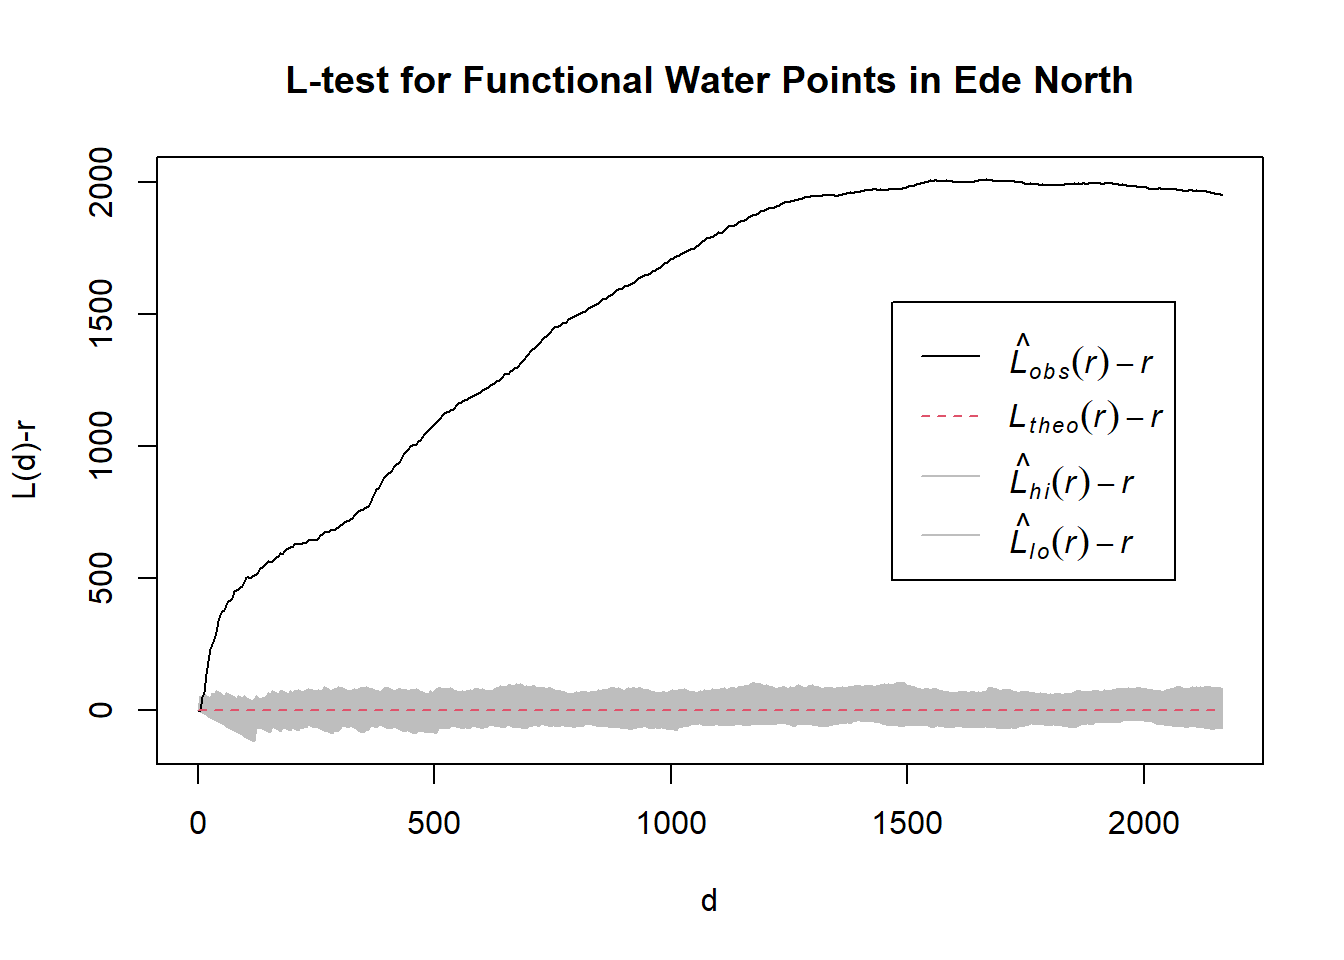 L-test for Functional Water Points in Ede North
L(d)-r
2000
1500
1000
500
0
L̂obs(r) – r
Ltheo(r) – r
L̂hi(r) – r
L̂lo(r) – r
0 500 1000 1500 2000
d